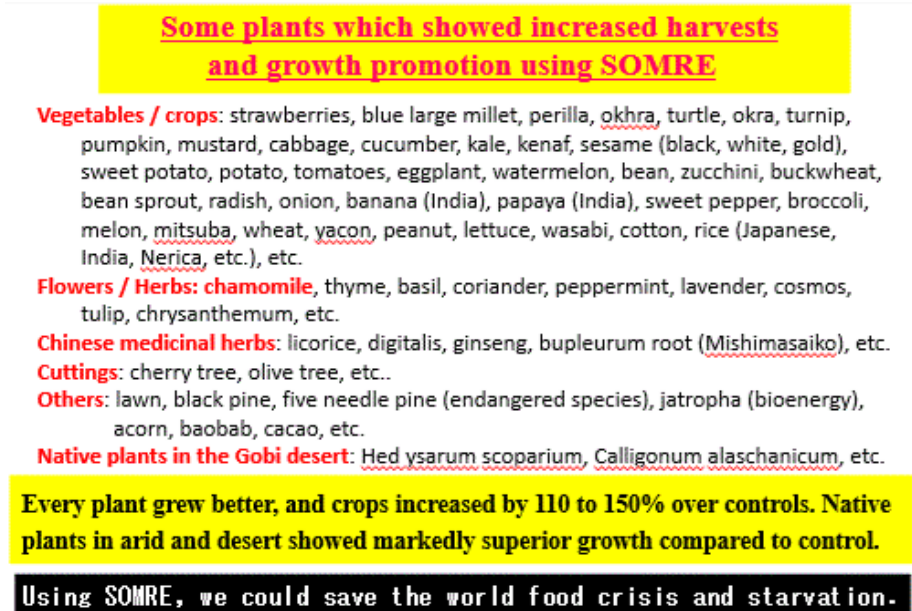 Some plants which showed increased harvests
and growth promotion using SOMRE
Vegetables / crops: strawberries, blue large millet, perilla, okhra, turtle, okra, turnip,
pumpkin, mustard, cabbage, cucumber, kale, kenaf, sesame (black, white, gold),
sweet potato, potato, tomatoes, eggplant, watermelon, bean, zucchini, buckwheat,
bean sprout, radish, onion, banana (India), papaya (India), sweet pepper, broccoli,
melon, mitsuba, wheat, yacon, peanut, lettuce, wasabi, cotton, rice (Japanese,
India, Nerica, etc.), etc.
Flowers / Herbs: chamomile, thyme, basil, coriander, peppermint, lavender, cosmos,
tulip, chrysanthemum, etc.
Chinese medicinal herbs: licorice, digitalis, ginseng, bupleurum root (Mishimasaiko), etc.
Cuttings: cherry tree, olive tree, etc..
Others: lawn, black pine, five needle pine (endangered species), jatropha (bioenergy),
acorn, baobab, cacao, etc.
Native plants in the Gobi desert: Hed ysarum scoparium, Calligonum alaschanicum, etc.
Every plant grew better, and crops increased by 110 to 150% over controls. Native
plants in arid and desert showed markedly superior growth compared to control.
Using SOMRE, we could save the world food crisis and starvation.